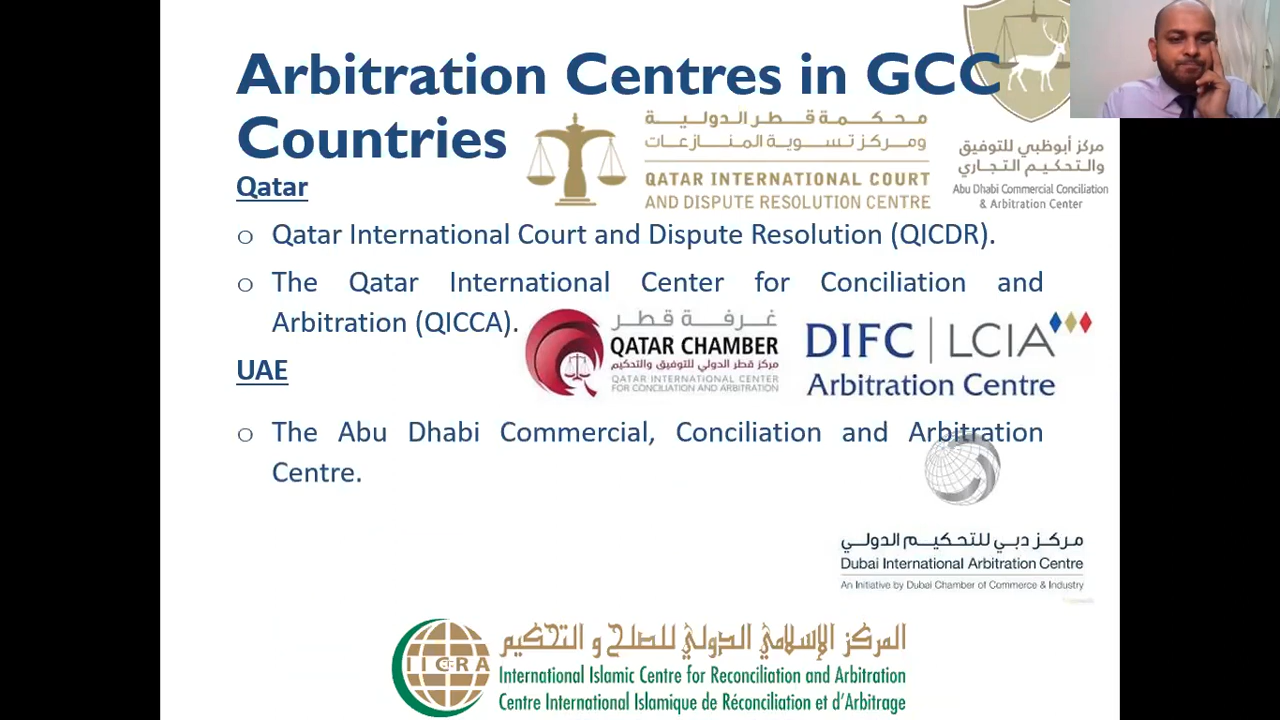 Arbitration Centres in GCC
Countries
محكمة قطر الدولية
ومركز تسوية المنازعات
QATAR INTERNATIONAL COURT
AND DISPUTE RESOLUTION CENTRE
مركز أبوظبي للتوفيق
والتحكيم التجاري
Abu Dhabi Commercial Conciliation
& Arbitration Center
Qatar
o Qatar International Court and Dispute Resolution (QICDR).
o The Qatar International Center for Conciliation and
Arbitration (QICCA).
غرفة قطر
QATAR CHAMBER
مركز قطر الدولي للتوفيق والتحكيم
QATAR INTERNATIONAL CENTER
FOR CONCILIATION AND ARBITRATION
DIFC | LCIA
Arbitration Centre
UAE
o The Abu Dhabi Commercial, Conciliation and Arbitration
Centre.
مركز دبي للتحكيم الدولي
Dubai International Arbitration Centre
An Initiative by Dubai Chamber of Commerce & Industry
المركز الإسلامي الدولي للصلح و التحكيم
IICRA
International Islamic Centre for Reconciliation and Arbitration
Centre International Islamique de Réconciliation et d'Arbitrage